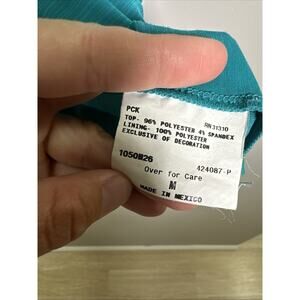 PCK RN31310
TOP- 96% POLYESTER 4% SPANDEX
LINING- 100% POLYESTER
EXCLUSIVE OF DECORATION
1050M26 424087-P
Over for Care
M
MADE IN MEXICO